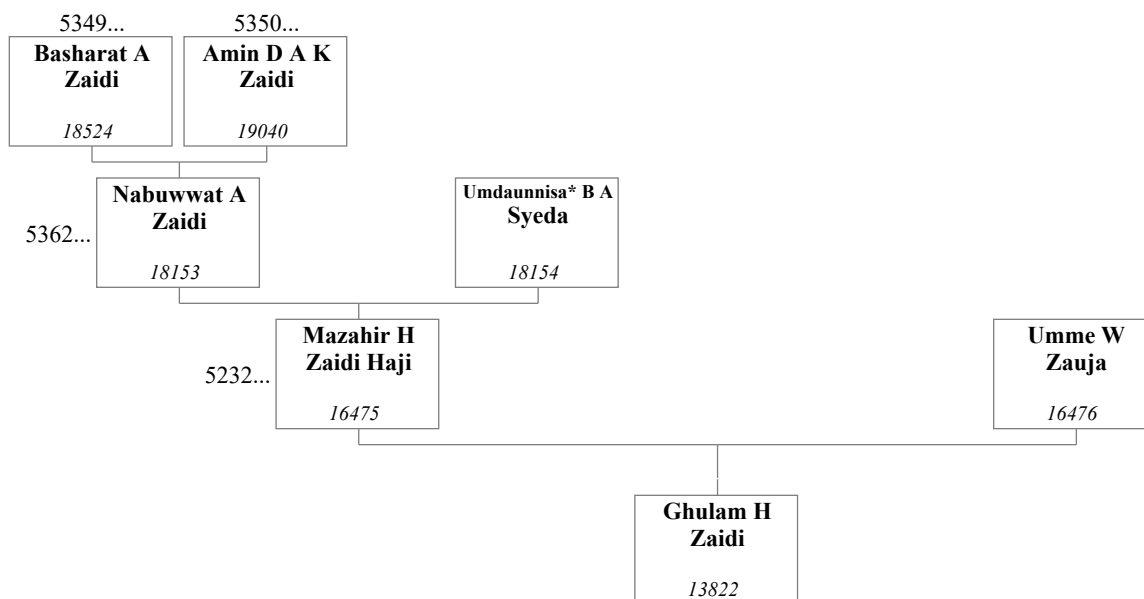 5349...
5350...
Basharat A
Zaidi
18524
Amin D A K
Zaidi
19040
5362...
Nabuwwat A
Zaidi
18153
Umdaunnisa* B A
Syeda
18154
5232...
Mazahir H
Zaidi Haji
16475
Umme W
Zauja
16476
Ghulam H
Zaidi
13822